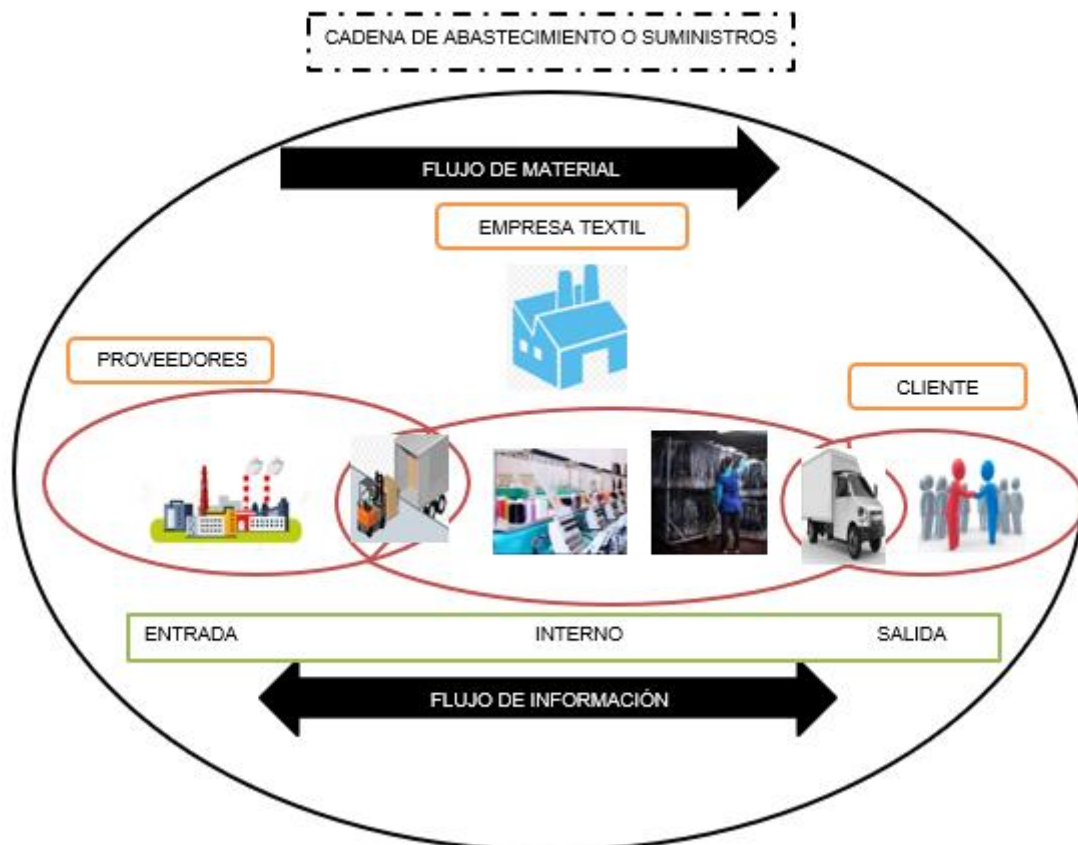 CADENA DE ABASTECIMIENTO O SUMINISTROS
FLUJO DE MATERIAL
EMPRESA TEXTIL
PROVEEDORES
CLIENTE
ENTRADA INTERNO SALIDA
FLUJO DE INFORMACIÓN